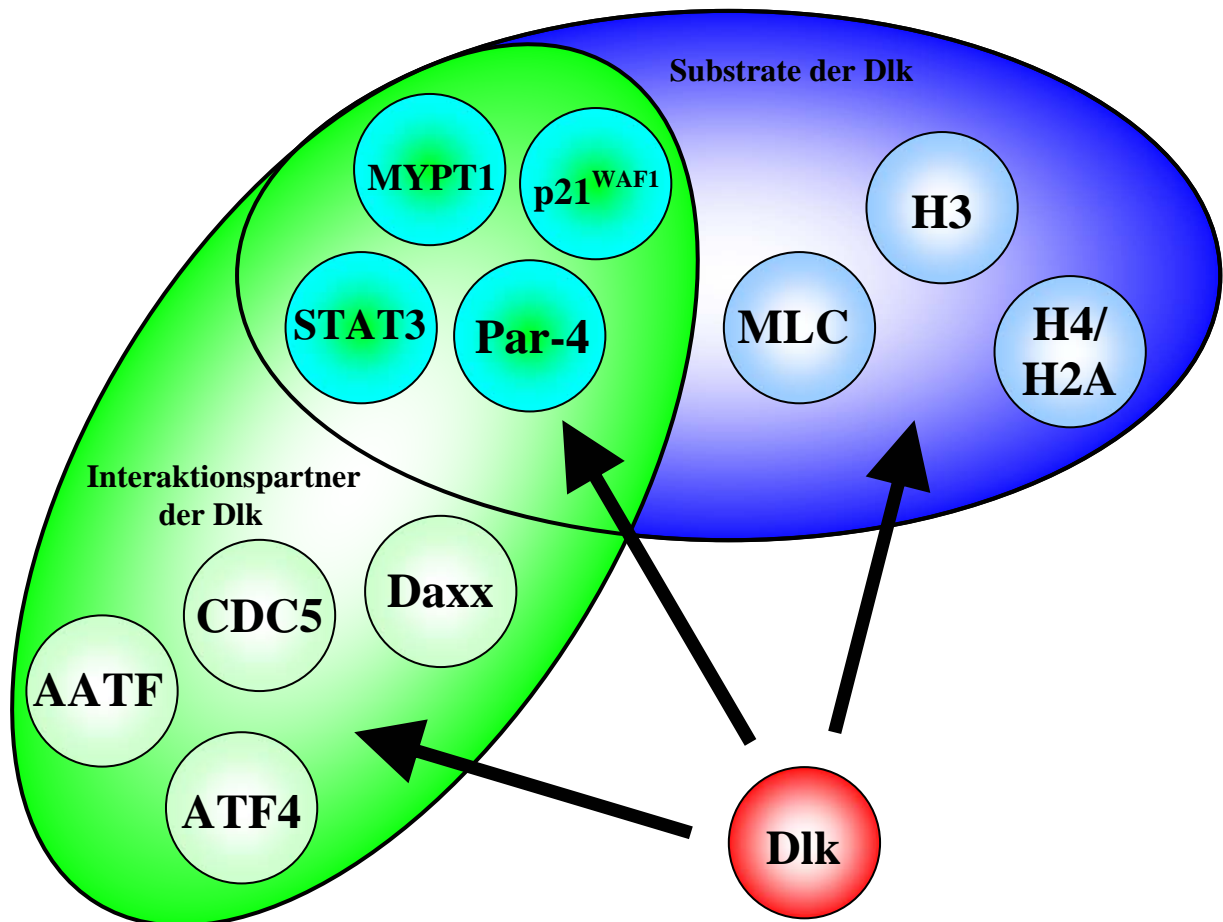 Substrate der Dlk
MYPT1
p21WAF1
H3
STAT3
Par-4
MLC
H4/
H2A
Interaktionspartner
der Dlk
CDC5
Daxx
AATF
ATF4
Dlk